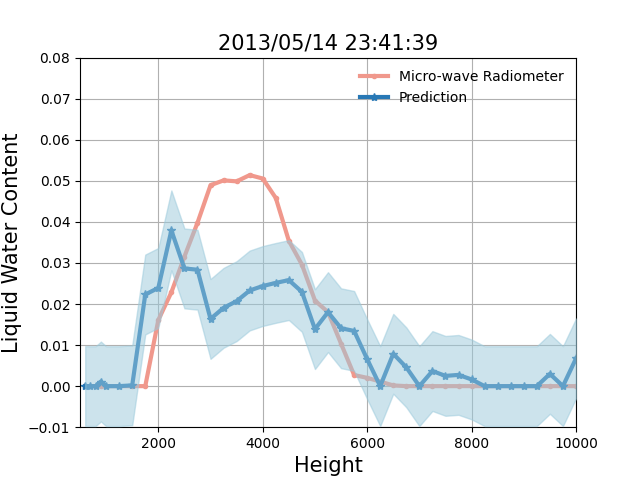 2013/05/14 23:41:39
Micro-wave Radiometer
Prediction
Liquid Water Content
0.08
0.07
0.06
0.05
0.04
0.03
0.02
0.01
0.00
−0.01
2000 4000 6000 8000 10000
Height